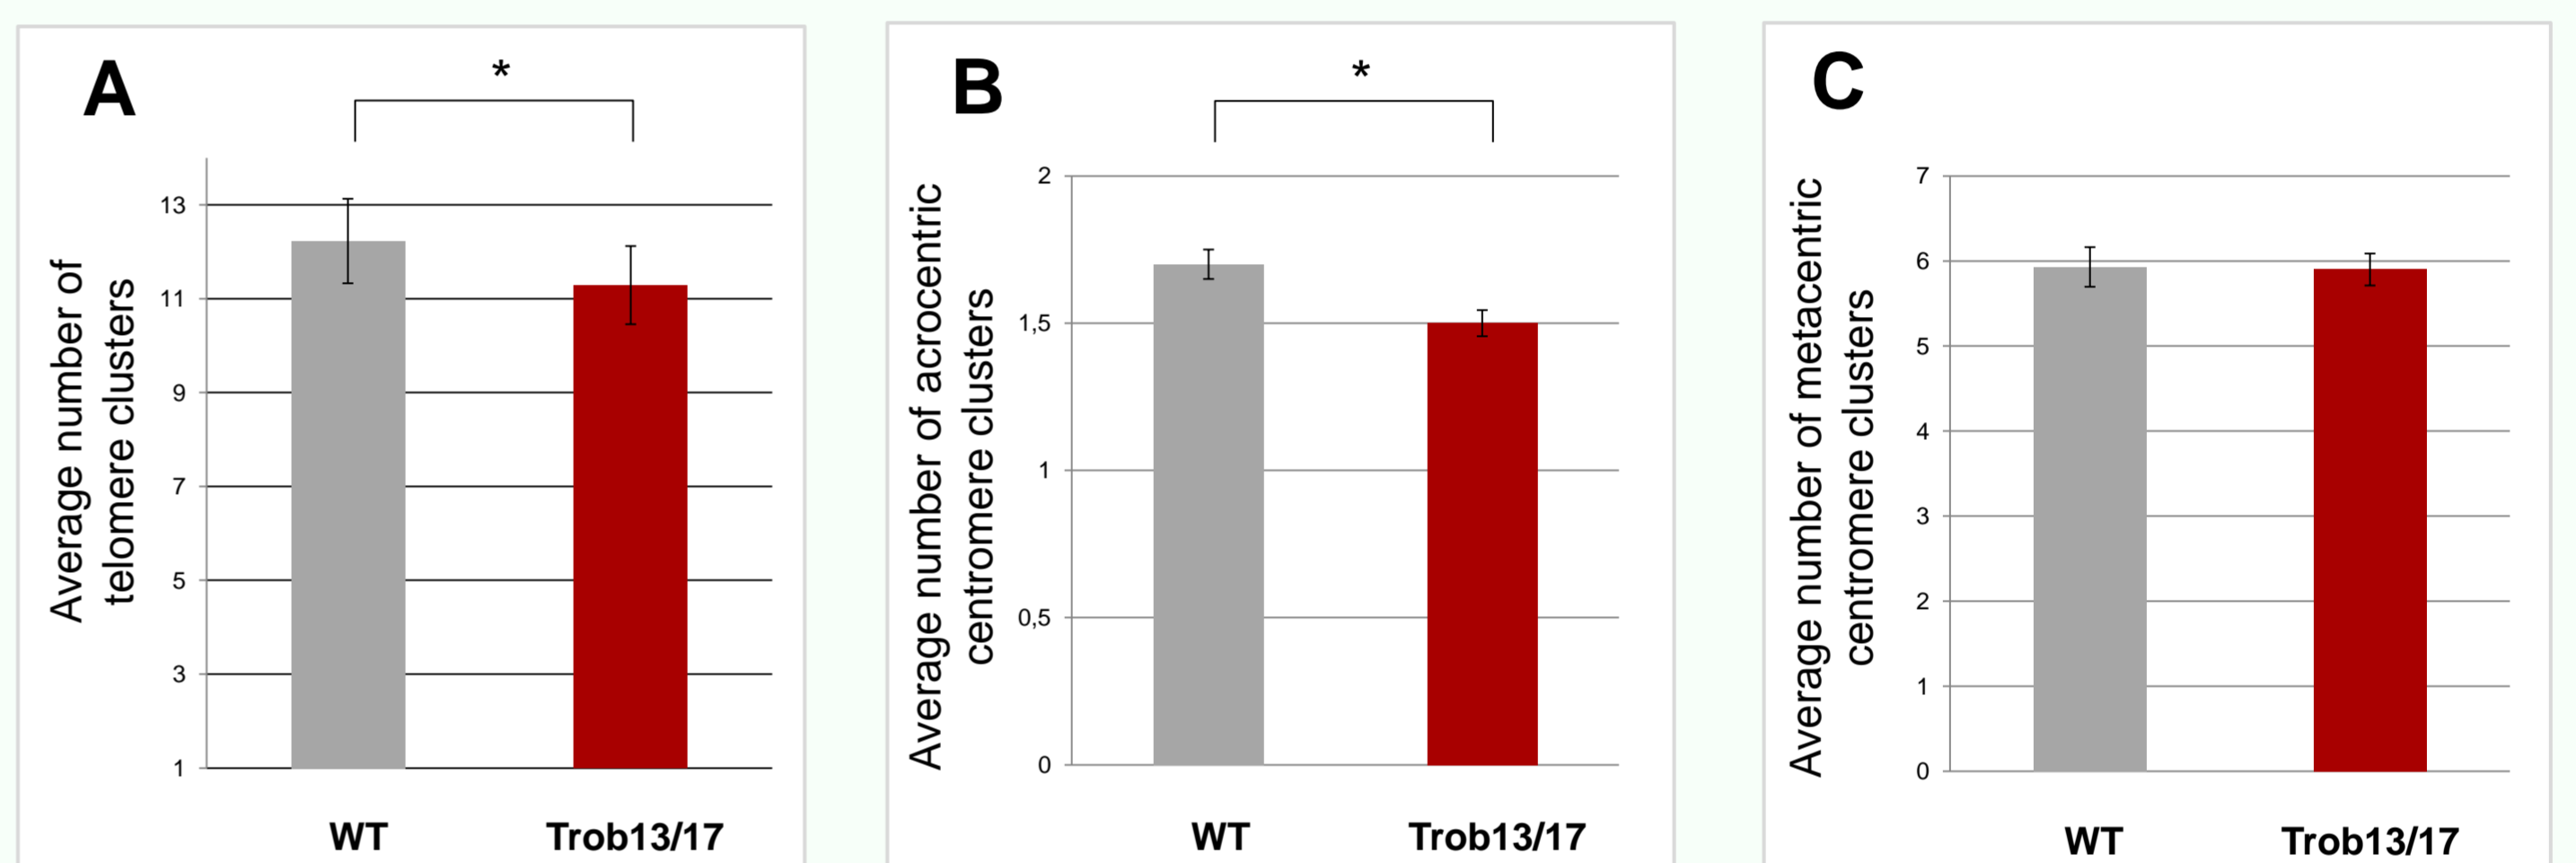 A
*
Average number of
telomere clusters
13
11
9
7
5
3
1
WT Trob13/17
B
*
Average number of acrocentric
centromere clusters
2
1,5
1
0,5
0
WT Trob13/17
C
Average number of metacentric
centromere clusters
7
6
5
4
3
2
1
0
WT Trob13/17